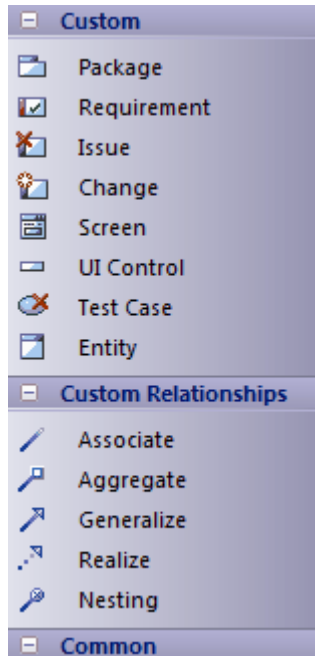 Custom
Package
Requirement
Issue
Change
Screen
UI Control
Test Case
Entity
Custom Relationships
Associate
Aggregate
Generalize
Realize
Nesting
Common